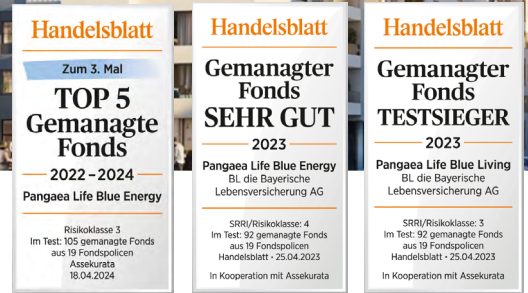 Handelsblatt
Zum 3. Mal
TOP 5
Gemanagte
Fonds
2022–2024
Pangaea Life Blue Energy
Risikoklasse 3
Im Test: 105 gemanagte Fonds
aus 19 Fondspolicen
Assekurata
18.04.2024
Handelsblatt
Gemanagter
Fonds
SEHR GUT
2023
Pangaea Life Blue Energy
BL die Bayerische
Lebensversicherung AG
SRRI/Risikoklasse: 4
Im Test: 92 gemanagte Fonds
aus 19 Fondspolicen
Handelsblatt • 25.04.2023
In Kooperation mit Assekurata
Handelsblatt
Gemanagter
Fonds
TESTSIEGER
2023
Pangaea Life Blue Living
BL die Bayerische
Lebensversicherung AG
SRRI/Risikoklasse: 3
Im Test: 92 gemanagte Fonds
aus 19 Fondspolicen
Handelsblatt • 25.04.2023
In Kooperation mit Assekurata